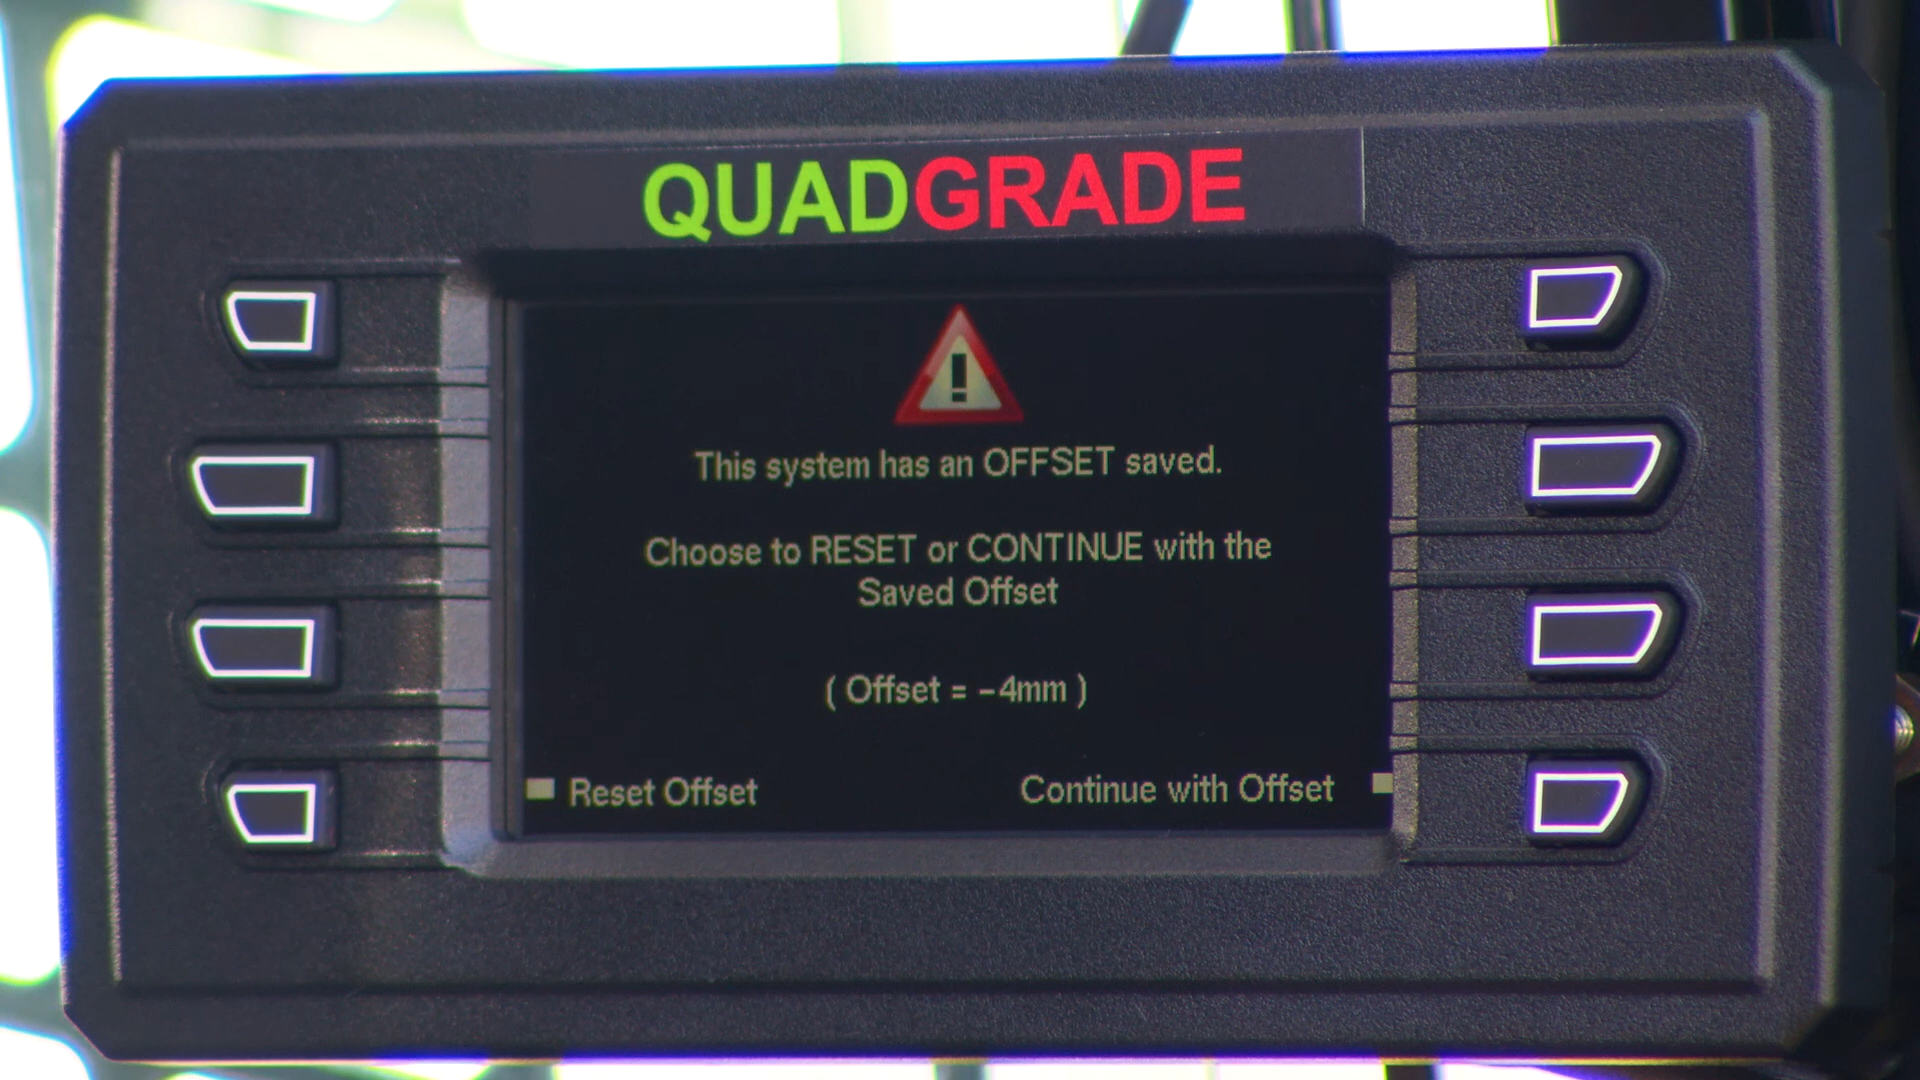 QUADGRADE
This system has an OFFSET saved.
Choose to RESET or CONTINUE with the
Saved Offset
( Offset = -4mm )
Reset Offset
Continue with Offset